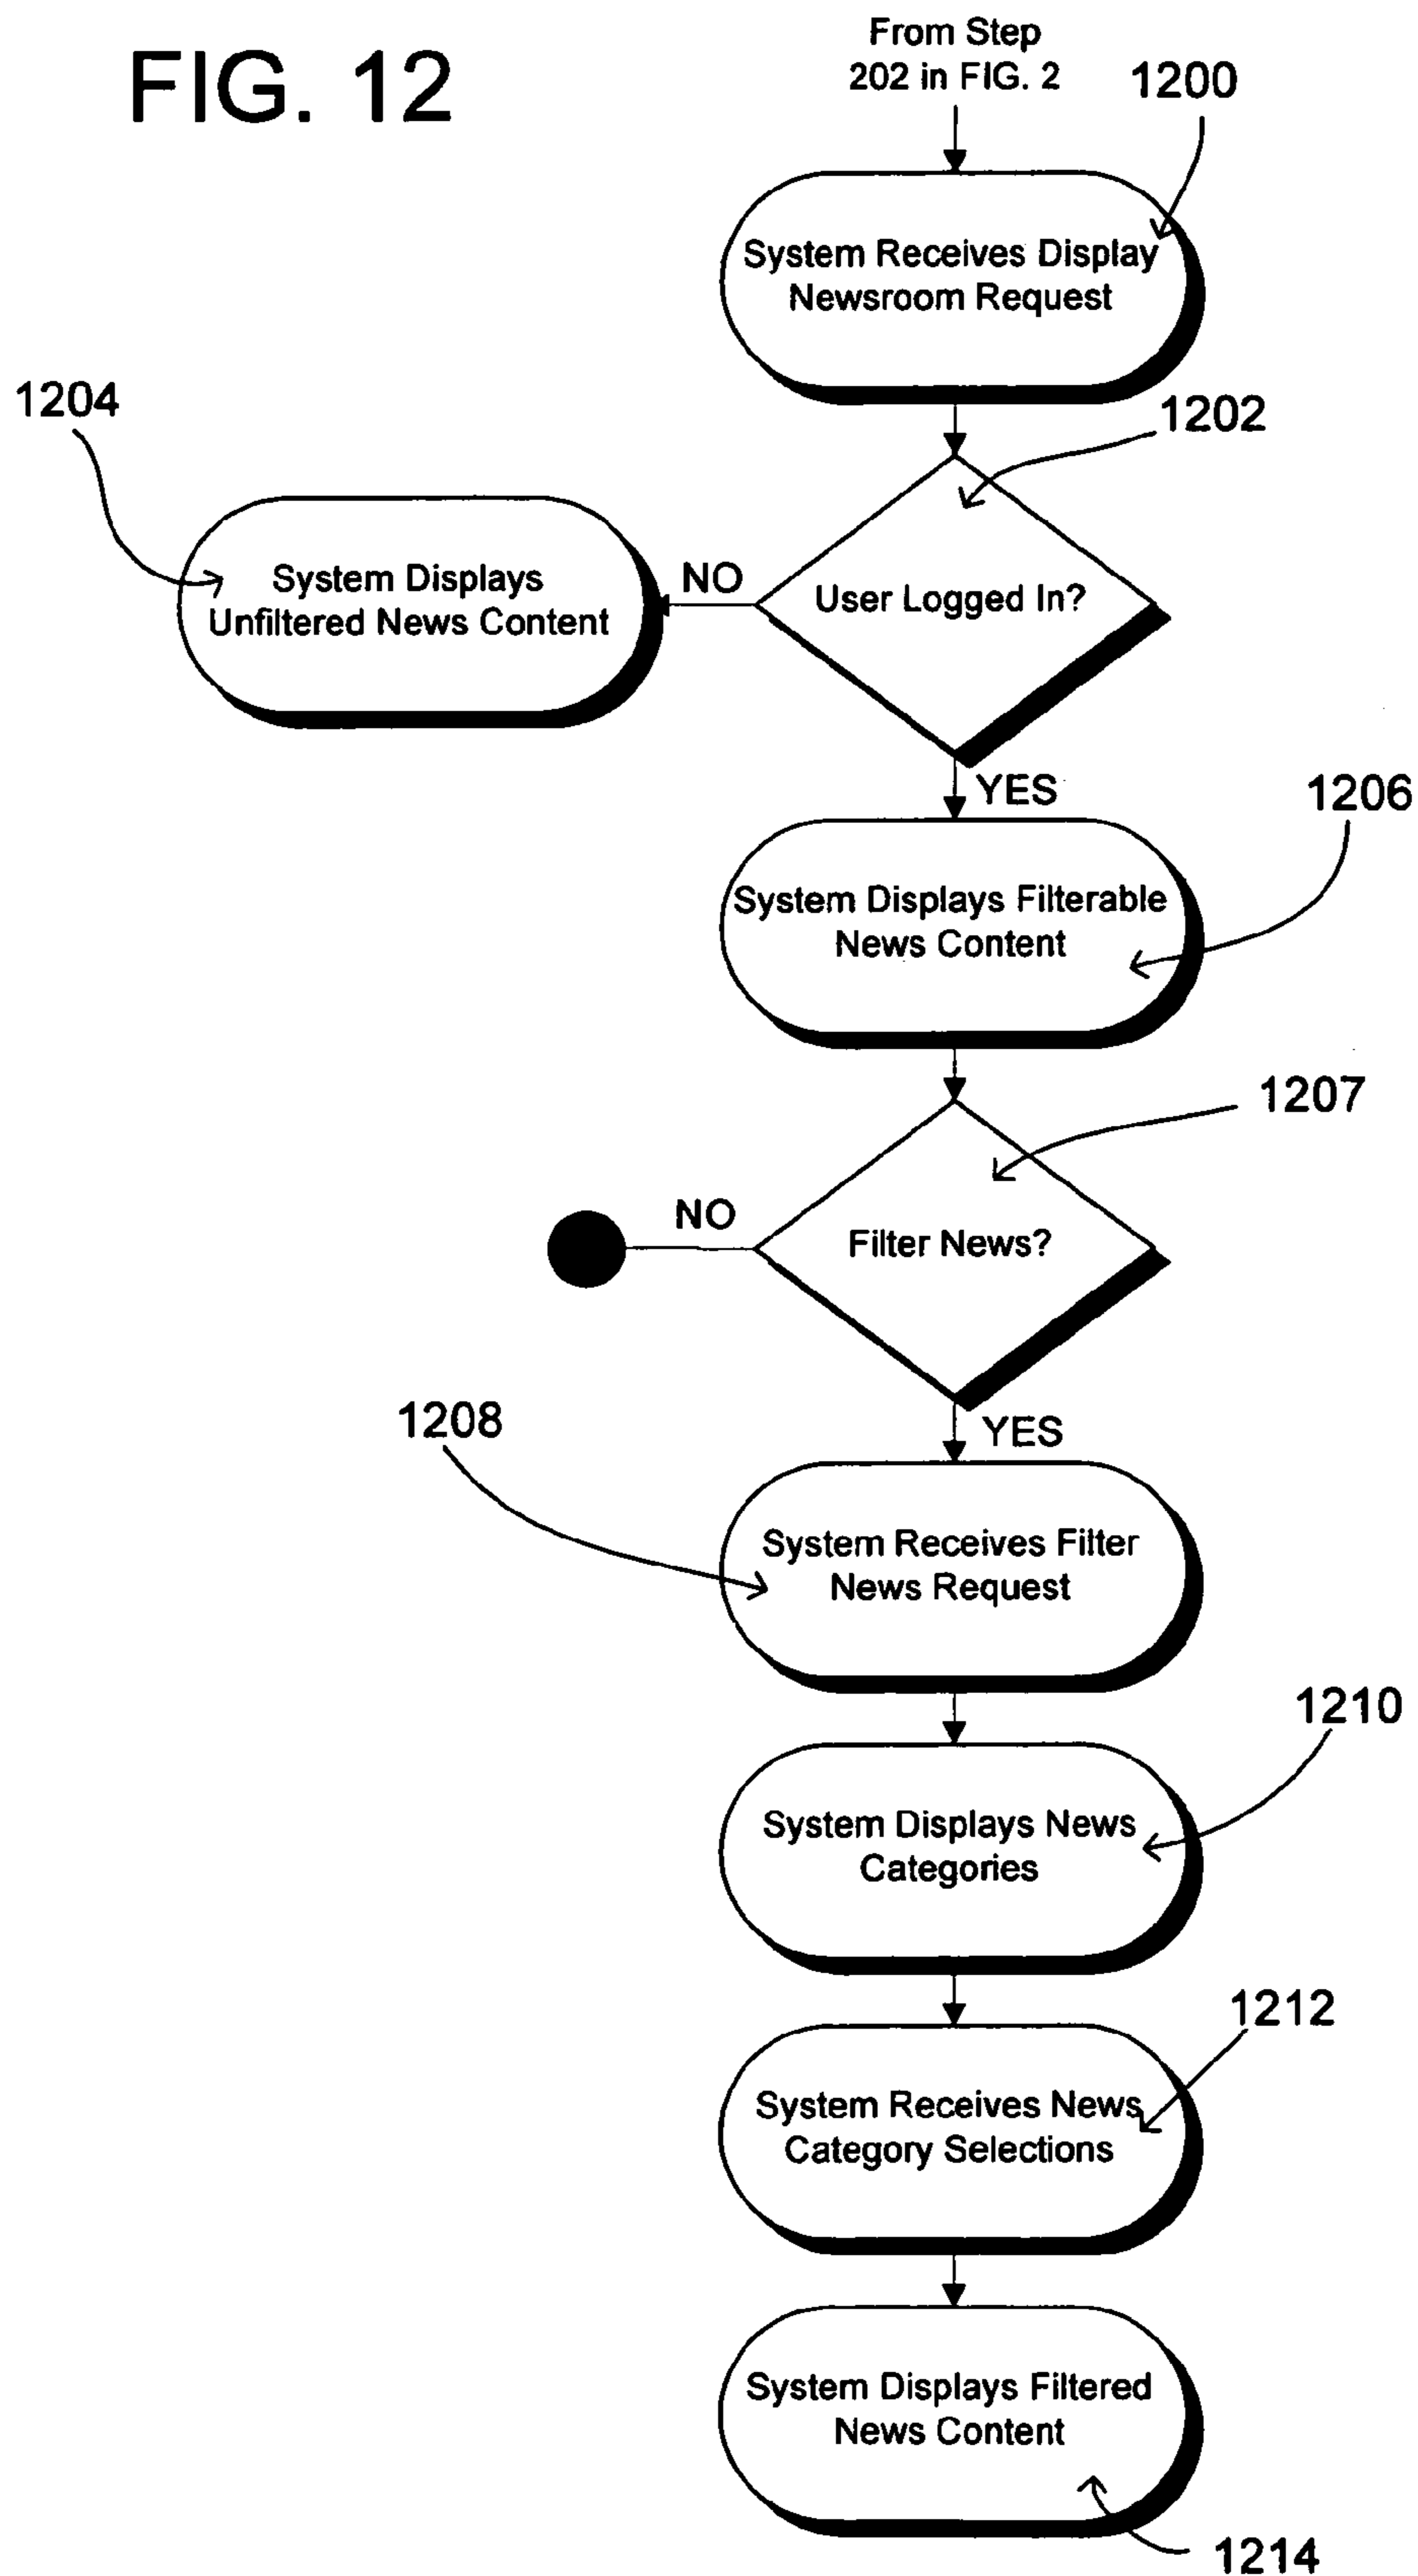 FIG. 12
From Step
202 in FIG. 2
1200
System Receives Display
Newsroom Request
1204
1202
System Displays
Unfiltered News Content
NO
User Logged In?
YES
1206
System Displays Filterable
News Content
1207
NO
Filter News?
1208
YES
System Receives Filter
News Request
1210
System Displays News
Categories
1212
System Receives News
Category Selections
System Displays Filtered
News Content
1214